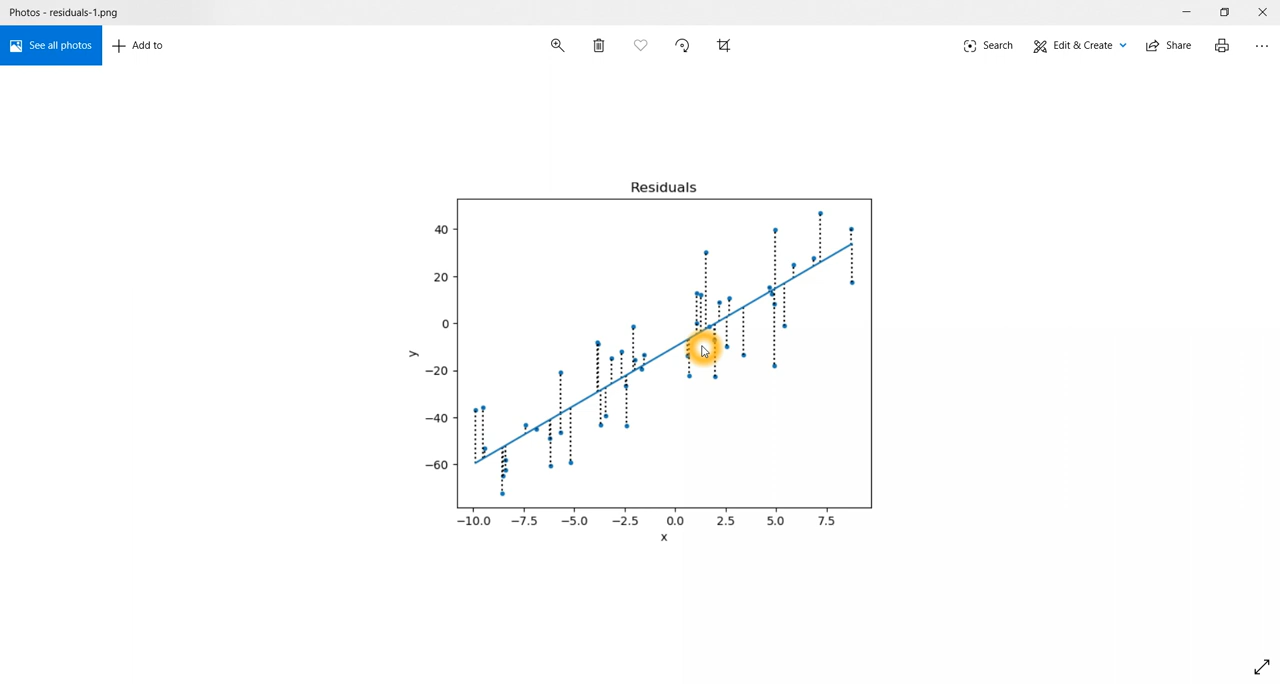 Photos - residuals-1.png
See all photos
Add to
Search
Edit & Create
Share
Residuals
40
20
0
−20
−40
−60
y
−10.0 −7.5 −5.0 −2.5 0.0 2.5 5.0 7.5
x